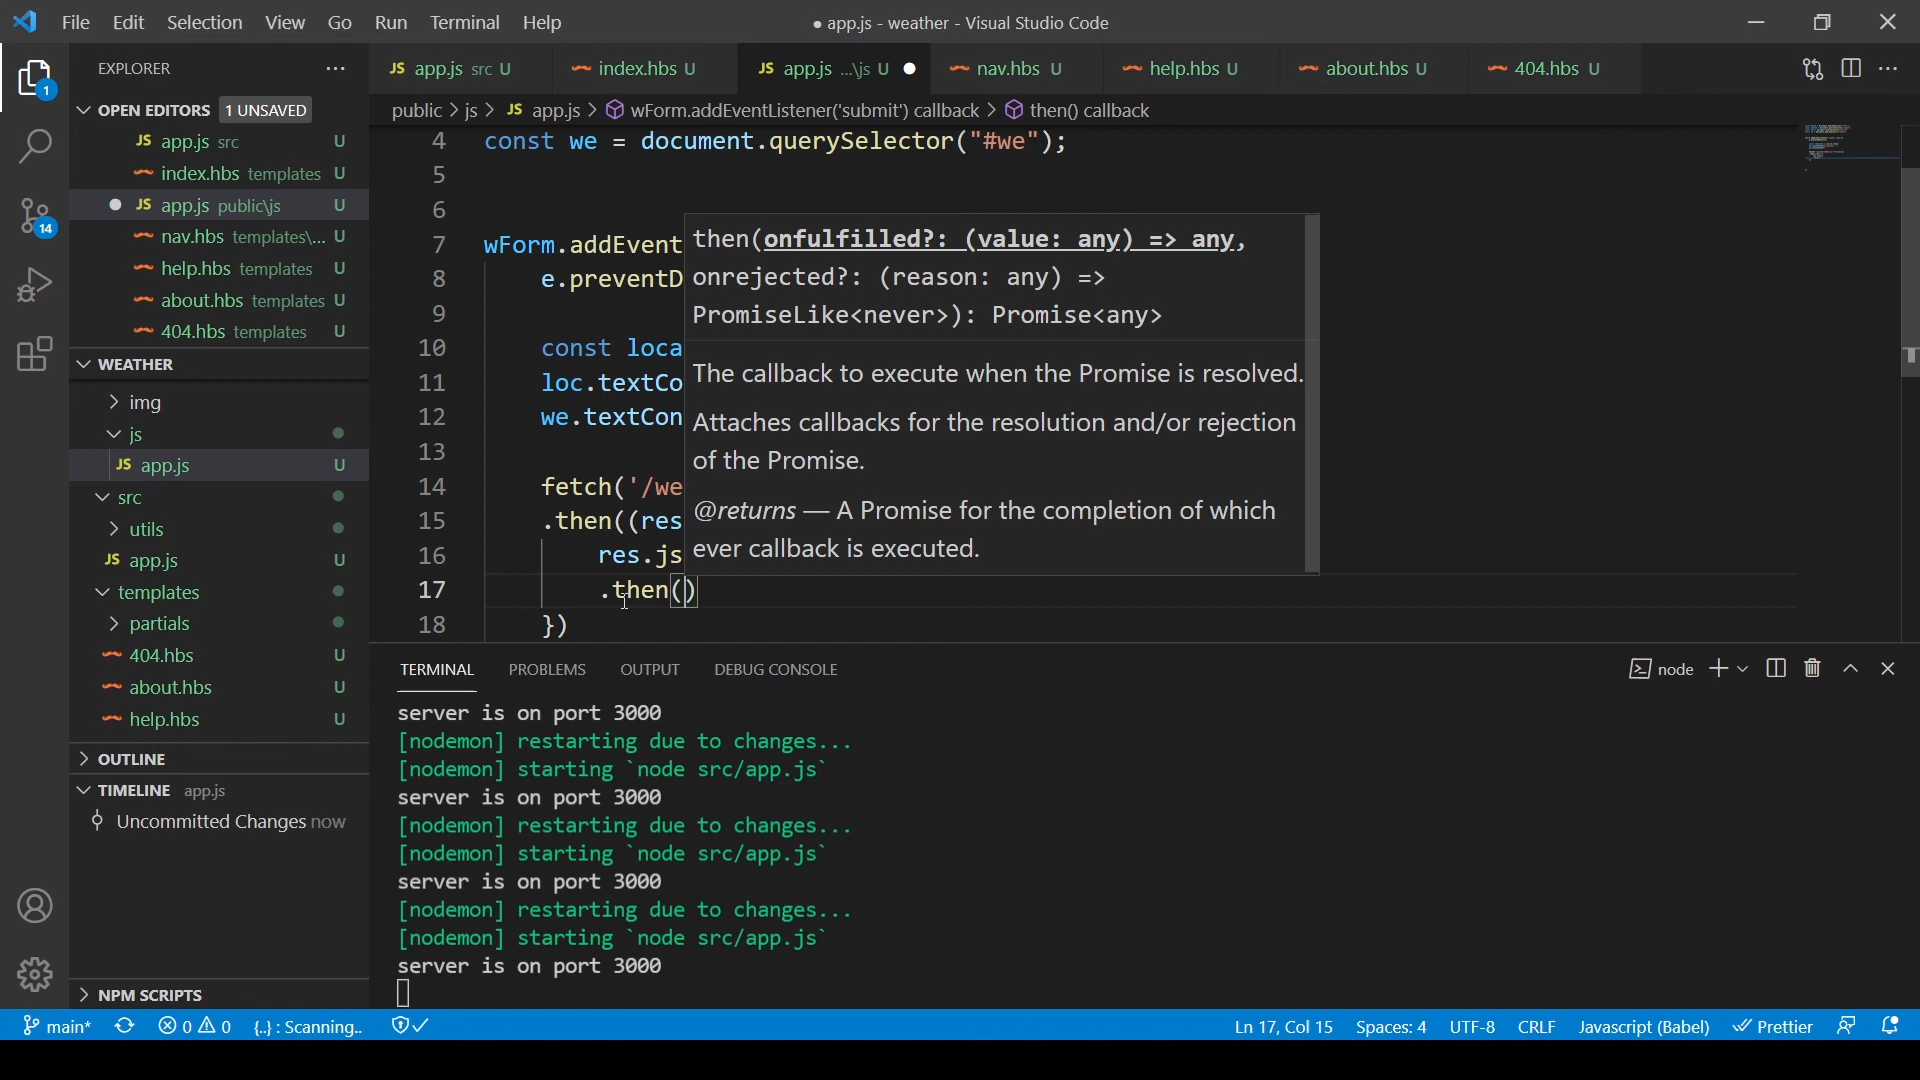 File Edit Selection View Go Run Terminal Help
● app.js - weather - Visual Studio Code
EXPLORER
1
14
OPEN EDITORS 1 UNSAVED
JS app.js src U
index.hbs templates U
● JS app.js public\js U
nav.hbs templates\... U
help.hbs templates U
about.hbs templates U
404.hbs templates U
WEATHER
img
js
JS app.js U
src
utils
JS app.js U
templates
partials
404.hbs U
about.hbs U
help.hbs U
OUTLINE
TIMELINE app.js
Uncommitted Changes now
NPM SCRIPTS
JS app.js src U index.hbs U JS app.js ...\js U ● nav.hbs U help.hbs U about.hbs U 404.hbs U
public > js > JS app.js > wForm.addEventListener('submit') callback > then() callback
4 const we = document.querySelector("#we");
5
6
7 wForm.addEvent
8 e.preventD
9
10 const loca
11 loc.textCo
12 we.textCon
13
14 fetch('/we
15 .then((res
16 res.js
17 .then()
18 })
then(onfulfilled?: (value: any) => any,
onrejected?: (reason: any) =>
PromiseLike<never>): Promise<any>
The callback to execute when the Promise is resolved.
Attaches callbacks for the resolution and/or rejection
of the Promise.
@returns — A Promise for the completion of which
ever callback is executed.
TERMINAL PROBLEMS OUTPUT DEBUG CONSOLE
node
server is on port 3000
[nodemon] restarting due to changes...
[nodemon] starting `node src/app.js`
server is on port 3000
[nodemon] restarting due to changes...
[nodemon] starting `node src/app.js`
server is on port 3000
[nodemon] restarting due to changes...
[nodemon] starting `node src/app.js`
server is on port 3000
main* 0 0 {..} : Scanning.. Ln 17, Col 15 Spaces: 4 UTF-8 CRLF Javascript (Babel) Prettier